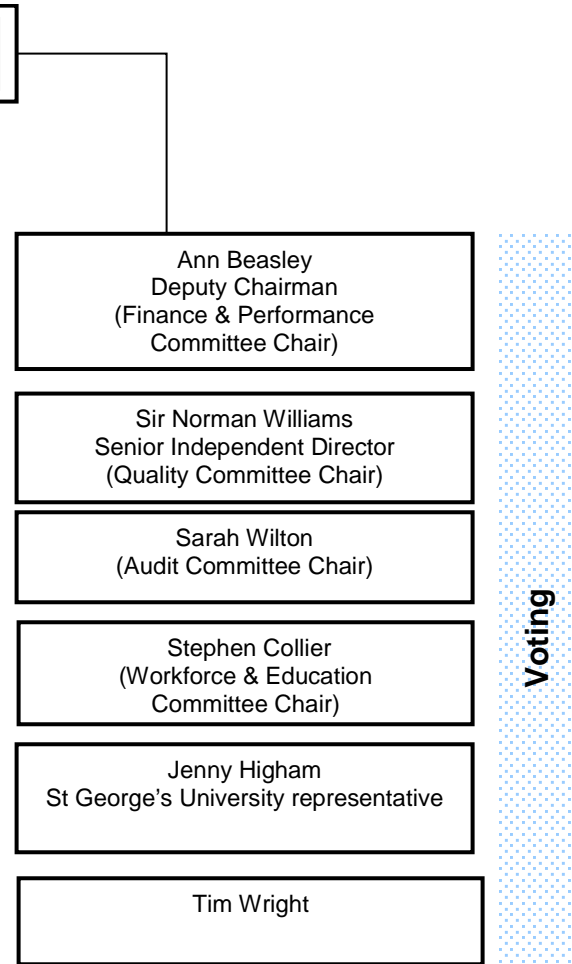 Ann Beasley
Deputy Chairman
(Finance & Performance
Committee Chair)
Sir Norman Williams
Senior Independent Director
(Quality Committee Chair)
Sarah Wilton
(Audit Committee Chair)
Stephen Collier
(Workforce & Education
Committee Chair)
Jenny Higham
St George’s University representative
Tim Wright
Voting